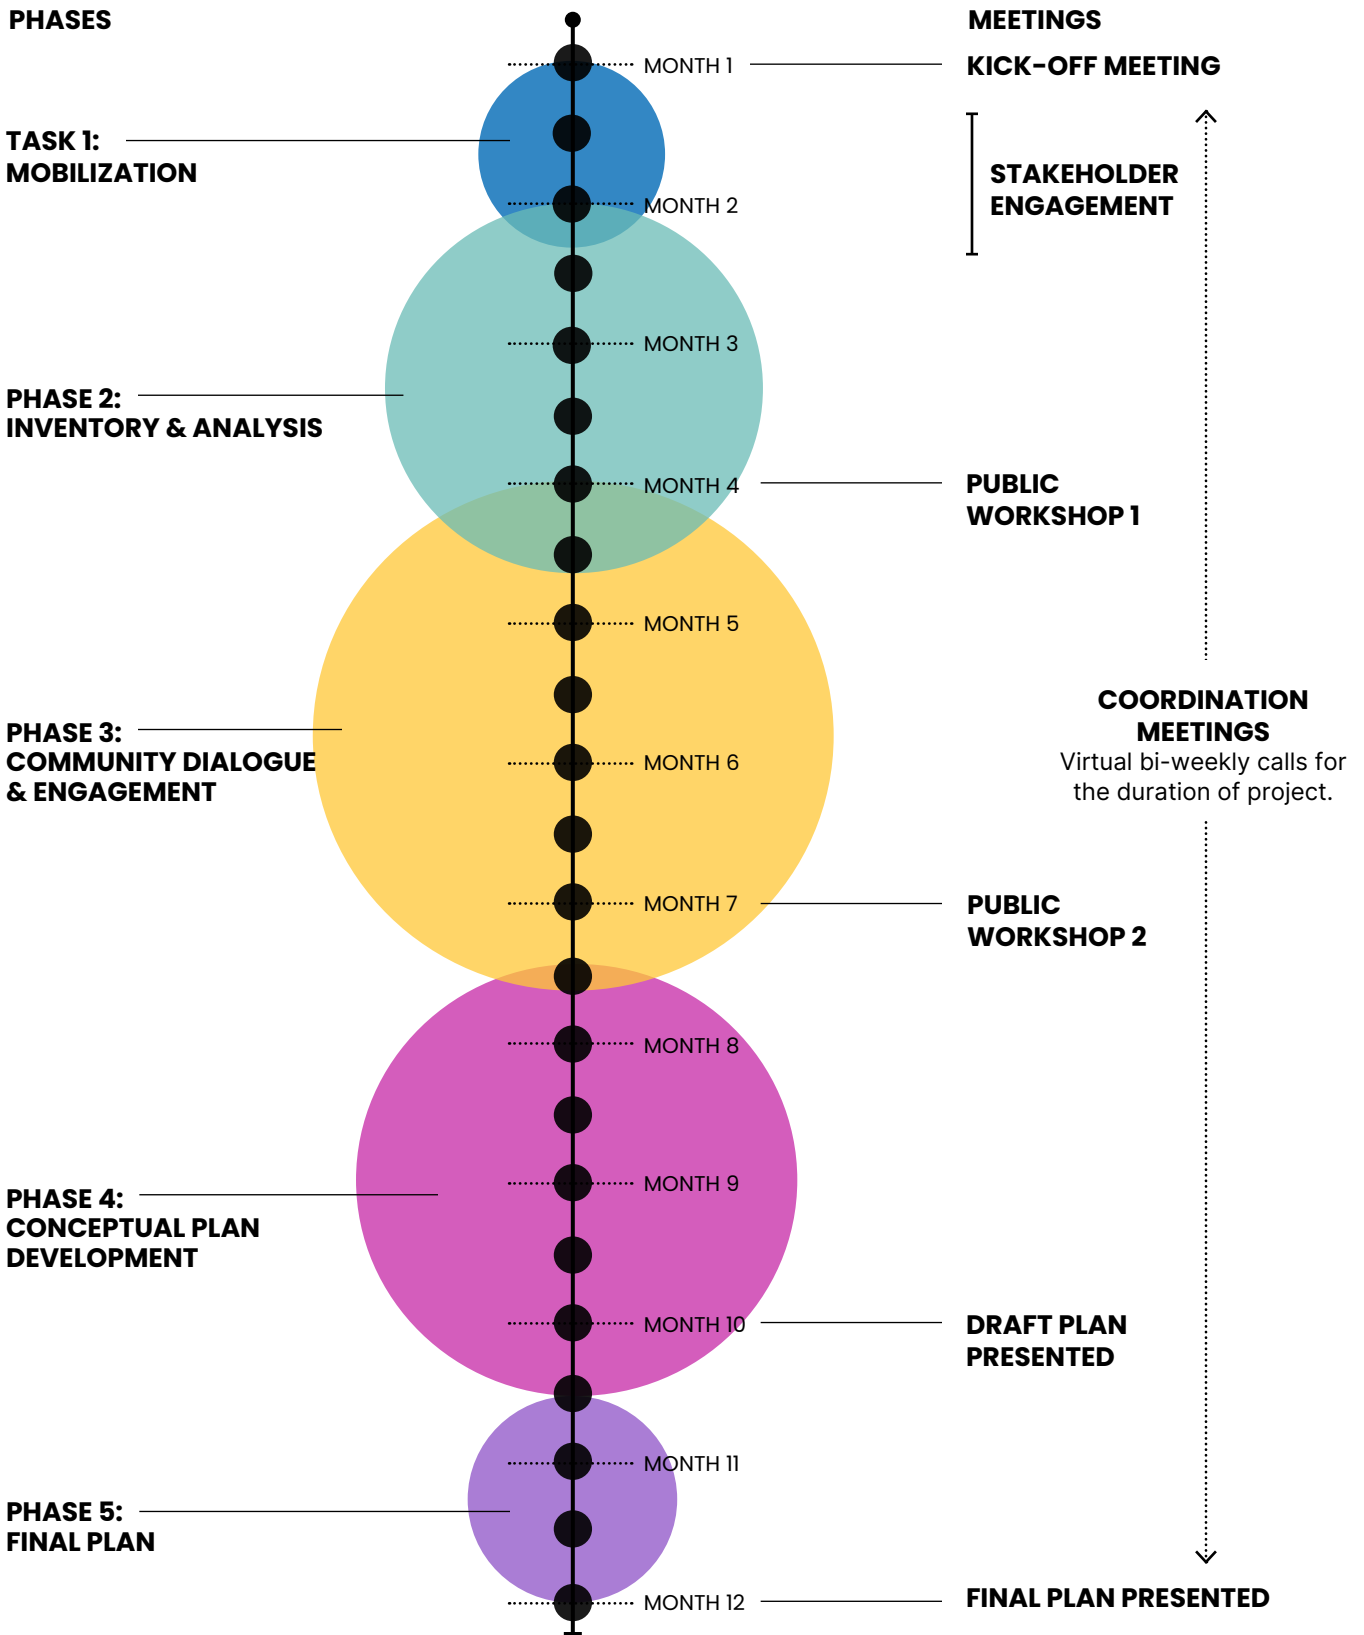 PHASES
MEETINGS
MONTH 1
KICK-OFF MEETING
TASK 1:
MOBILIZATION
STAKEHOLDER
ENGAGEMENT
MONTH 2
MONTH 3
PHASE 2:
INVENTORY & ANALYSIS
MONTH 4
PUBLIC
WORKSHOP 1
MONTH 5
COORDINATION
MEETINGS
Virtual bi-weekly calls for
the duration of project.
PHASE 3:
COMMUNITY DIALOGUE
& ENGAGEMENT
MONTH 6
MONTH 7
PUBLIC
WORKSHOP 2
MONTH 8
MONTH 9
PHASE 4:
CONCEPTUAL PLAN
DEVELOPMENT
MONTH 10
DRAFT PLAN
PRESENTED
MONTH 11
PHASE 5:
FINAL PLAN
MONTH 12
FINAL PLAN PRESENTED